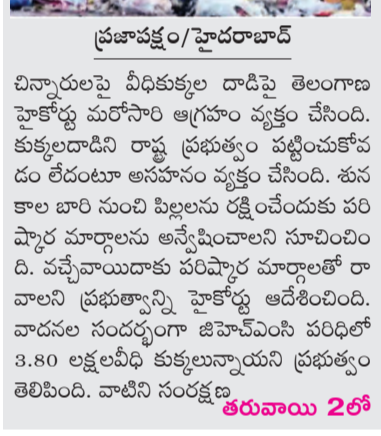 ప్రజాపక్షం/హైదరాబాద్
చిన్నారులపై వీధికుక్కల దాడిపై తెలంగాణ
హైకోర్టు మరోసారి ఆగ్రహం వ్యక్తం చేసింది.
కుక్కలదాడిని రాష్ట్ర ప్రభుత్వం పట్టించుకోవ
డం లేదంటూ అసహనం వ్యక్తం చేసింది. శున
కాల బారి నుంచి పిల్లలను రక్షించేందుకు పరి
ష్కార మార్గాలను అన్వేషించాలని సూచించిం
ది. వచ్చేవాయిదాకు పరిష్కార మార్గాలతో రా
వాలని ప్రభుత్వాన్ని హైకోర్టు ఆదేశించింది.
వాదనల సందర్భంగా జిహెచ్ఎంసి పరిధిలో
3.80 లక్షలవీధి కుక్కలున్నాయని ప్రభుత్వం
తెలిపింది. వాటిని సంరక్షణ
తరువాయి 2లో